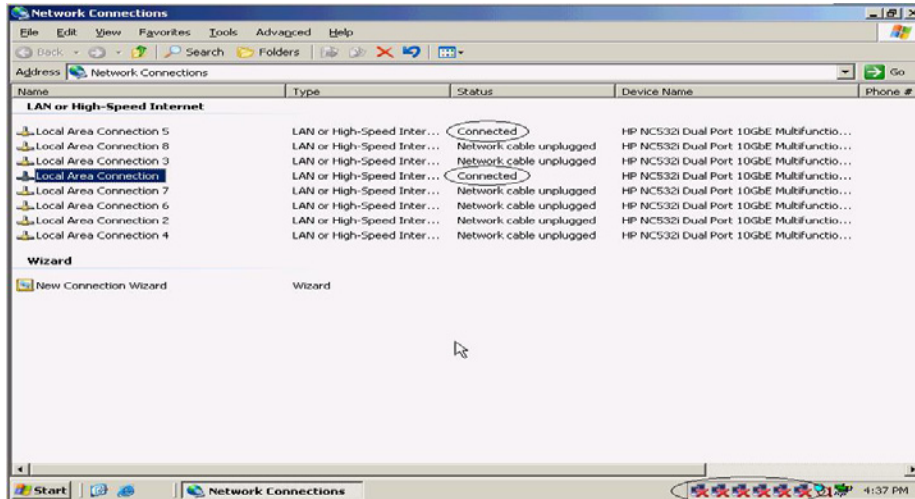 Network Connections
File Edit View Favorites Tools Advanced Help
Back Search Folders
Address Network Connections Go
Name Type Status Device Name Phone #
LAN or High-Speed Internet
Local Area Connection 5 LAN or High-Speed Inter... Connected HP NC532i Dual Port 10GbE Multifunctio...
Local Area Connection 8 LAN or High-Speed Inter... Network cable unplugged HP NC532i Dual Port 10GbE Multifunctio...
Local Area Connection 3 LAN or High-Speed Inter... Network cable unplugged HP NC532i Dual Port 10GbE Multifunctio...
Local Area Connection LAN or High-Speed Inter... Connected HP NC532i Dual Port 10GbE Multifunctio...
Local Area Connection 7 LAN or High-Speed Inter... Network cable unplugged HP NC532i Dual Port 10GbE Multifunctio...
Local Area Connection 6 LAN or High-Speed Inter... Network cable unplugged HP NC532i Dual Port 10GbE Multifunctio...
Local Area Connection 2 LAN or High-Speed Inter... Network cable unplugged HP NC532i Dual Port 10GbE Multifunctio...
Local Area Connection 4 LAN or High-Speed Inter... Network cable unplugged HP NC532i Dual Port 10GbE Multifunctio...
Wizard
New Connection Wizard Wizard
Start Network Connections 4:37 PM